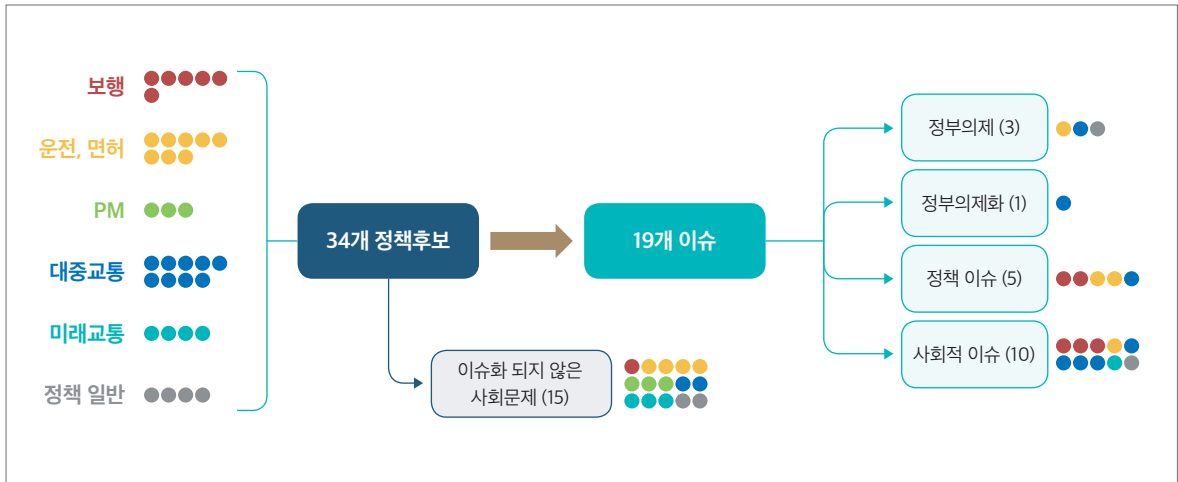 보행
운전, 면허
PM
대중교통
미래교통
정책 일반
34개 정책후보
이슈화 되지 않은
사회문제 (15)
19개 이슈
정부의제 (3)
정부의제화 (1)
정책 이슈 (5)
사회적 이슈 (10)